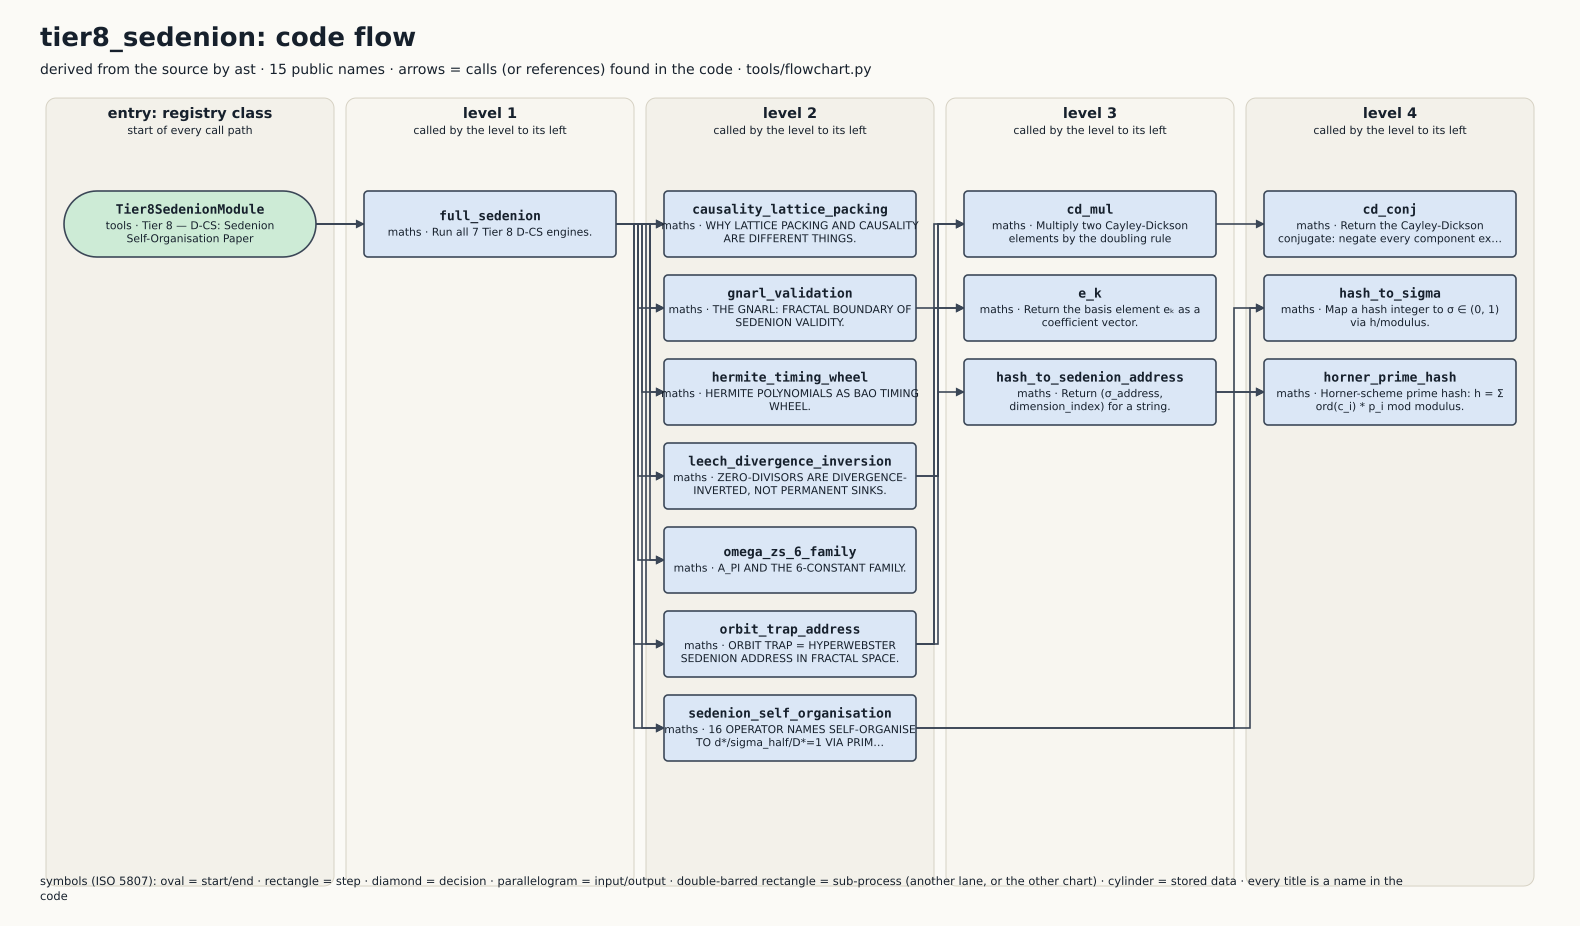 tier8_sedenion: code flow
derived from the source by ast · 15 public names · arrows = calls (or references) found in the code · tools/flowchart.py
entry: registry class
start of every call path
Tier8SedenionModule
tools · Tier 8 — D-CS: Sedenion
Self-Organisation Paper
level 1
called by the level to its left
full_sedenion
maths · Run all 7 Tier 8 D-CS engines.
level 2
called by the level to its left
causality_lattice_packing
maths · WHY LATTICE PACKING AND CAUSALITY
ARE DIFFERENT THINGS.
gnarl_validation
maths · THE GNARL: FRACTAL BOUNDARY OF
SEDENION VALIDITY.
hermite_timing_wheel
maths · HERMITE POLYNOMIALS AS BAO TIMING
WHEEL.
leech_divergence_inversion
maths · ZERO-DIVISORS ARE DIVERGENCE-
INVERTED, NOT PERMANENT SINKS.
omega_zs_6_family
maths · A_PI AND THE 6-CONSTANT FAMILY.
orbit_trap_address
maths · ORBIT TRAP = HYPERWEBSTER
SEDENION ADDRESS IN FRACTAL SPACE.
sedenion_self_organisation
maths · 16 OPERATOR NAMES SELF-ORGANISE
TO d*/sigma_half/D*=1 VIA PRIM…
level 3
called by the level to its left
cd_mul
maths · Multiply two Cayley-Dickson
elements by the doubling rule
e_k
maths · Return the basis element eₖ as a
coefficient vector.
hash_to_sedenion_address
maths · Return (σ_address,
dimension_index) for a string.
level 4
called by the level to its left
cd_conj
maths · Return the Cayley-Dickson
conjugate: negate every component ex…
hash_to_sigma
maths · Map a hash integer to σ ∈ (0, 1)
via h/modulus.
horner_prime_hash
maths · Horner-scheme prime hash: h = Σ
ord(c_i) * p_i mod modulus.
symbols (ISO 5807): oval = start/end · rectangle = step · diamond = decision · parallelogram = input/output · double-barred rectangle = sub-process (another lane, or the other chart) · cylinder = stored data · every title is a name in the
code